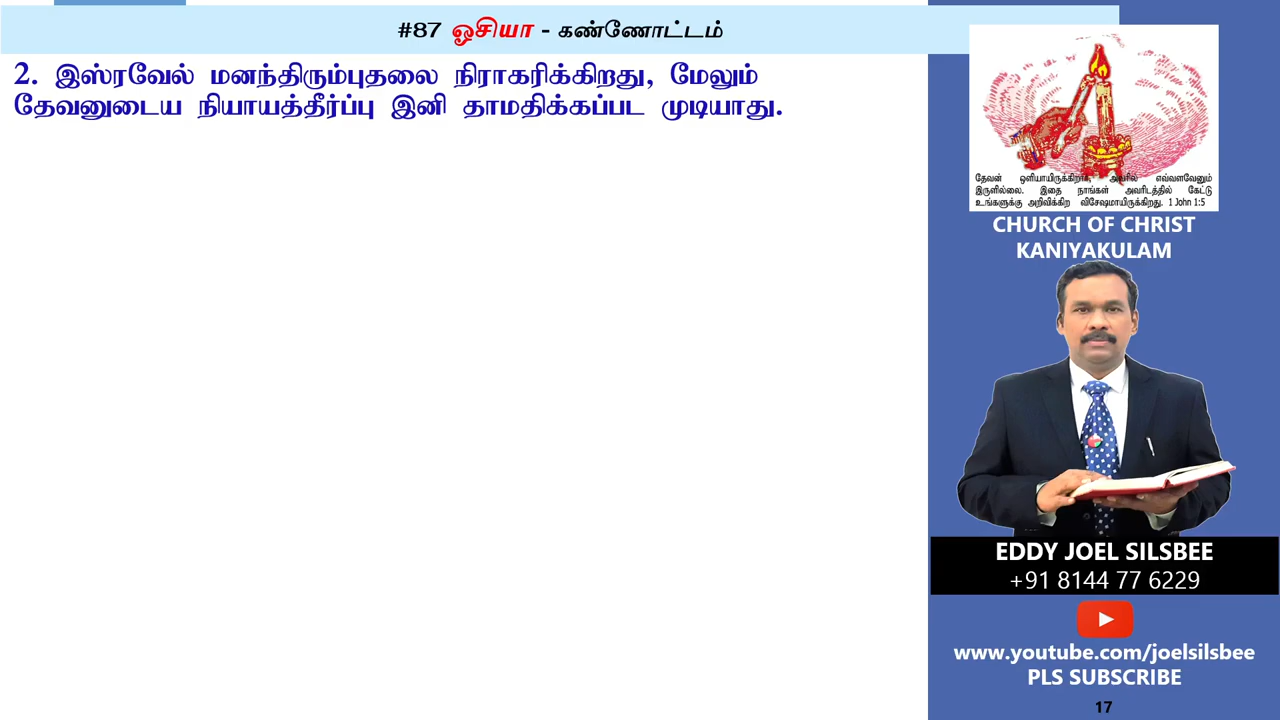 #87 ஓசியா - கண்ணோட்டம்
2. இஸ்ரவேல் மனந்திரும்புதலை நிராகரிக்கிறது, மேலும்
தேவனுடைய நியாயத்தீர்ப்பு இனி தாமதிக்கப்பட முடியாது.
தேவன் ஒளியாயிருக்கிறார், அவரில் எவ்வளவேனும்
இருளில்லை. இதை நாங்கள் அவரிடத்தில் கேட்டு
உங்களுக்கு அறிவிக்கிற விசேஷமாயிருக்கிறது. 1 John 1:5
CHURCH OF CHRIST
KANIYAKULAM
EDDY JOEL SILSBEE
+91 8144 77 6229
www.youtube.com/joelsilsbee
PLS SUBSCRIBE
17